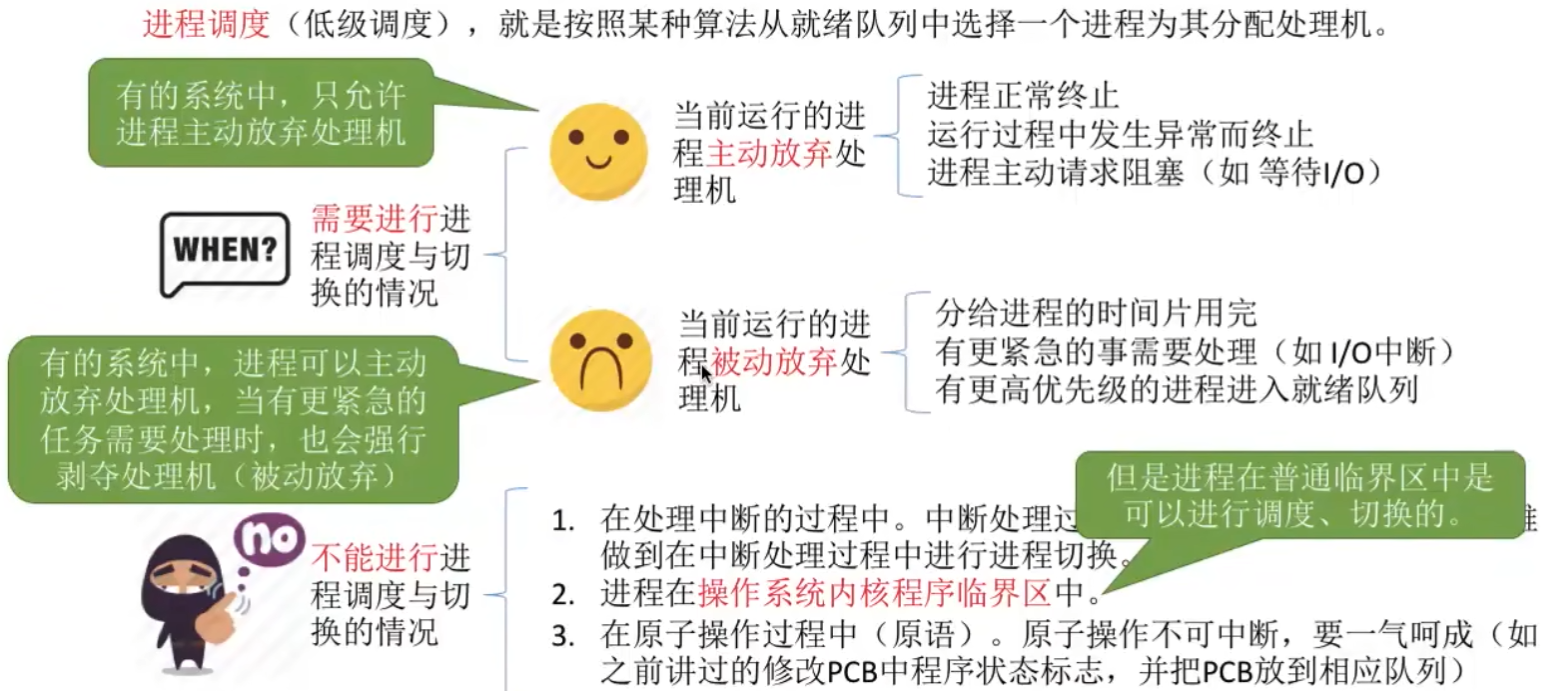 进程调度（低级调度），就是按照某种算法从就绪队列中选择一个进程为其分配处理机。
有的系统中，只允许
进程主动放弃处理机
当前运行的进
程主动放弃处
理机
进程正常终止
运行过程中发生异常而终止
进程主动请求阻塞（如 等待I/O）
WHEN?
需要进行进
程调度与切
换的情况
当前运行的进
程被动放弃处
理机
分给进程的时间片用完
有更紧急的事需要处理（如 I/O中断）
有更高优先级的进程进入就绪队列
有的系统中，进程可以主动
放弃处理机，当有更紧急的
任务需要处理时，也会强行
剥夺处理机（被动放弃）
但是进程在普通临界区中是
可以进行调度、切换的。
no
不能进行进
程调度与切
换的情况
1. 在处理中断的过程中。中断处理过
做到在中断处理过程中进行进程切换。
2. 进程在操作系统内核程序临界区中。
3. 在原子操作过程中（原语）。原子操作不可中断，要一气呵成（如
之前讲过的修改PCB中程序状态标志，并把PCB放到相应队列）